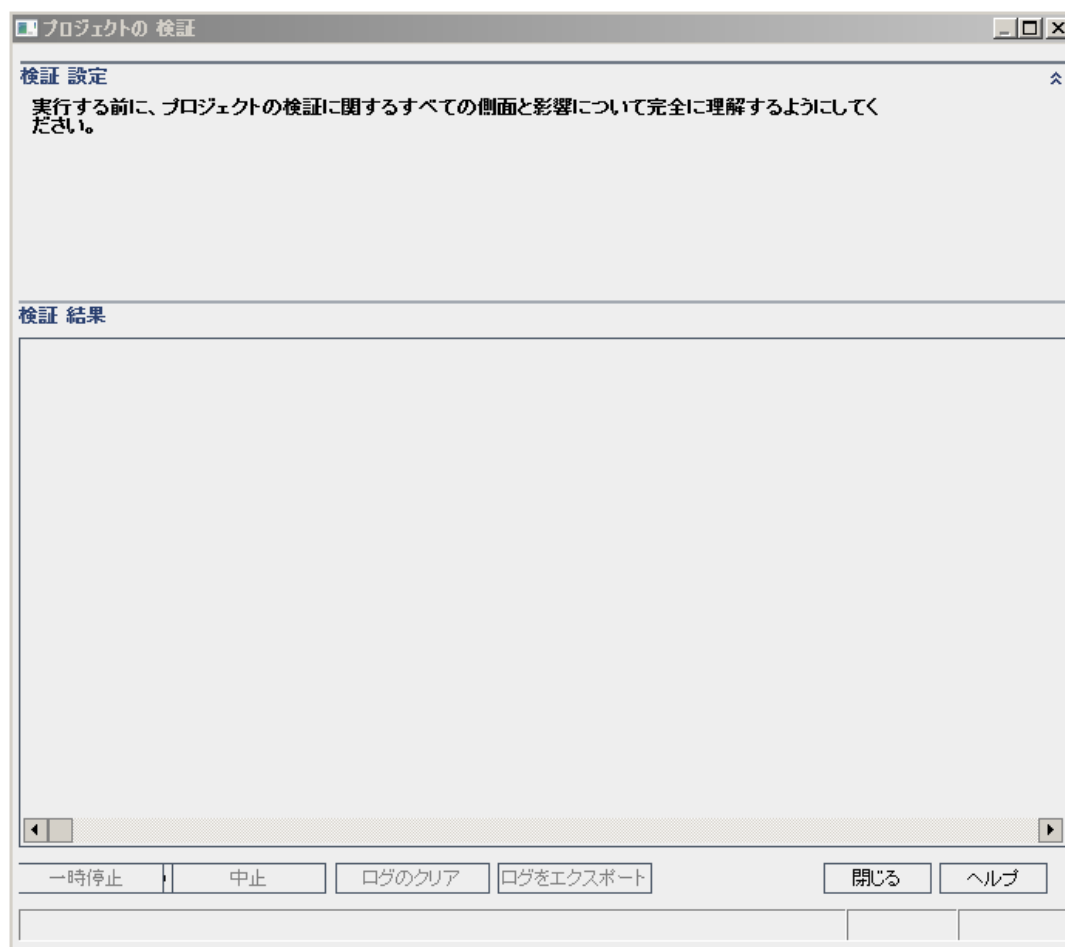 プロジェクトの 検証
検証 設定
実行する前に、プロジェクトの検証に関するすべての側面と影響について完全に理解するようにしてく
ださい。
検証 結果
一時停止 中止 ログのクリア ログをエクスポート 閉じる ヘルプ